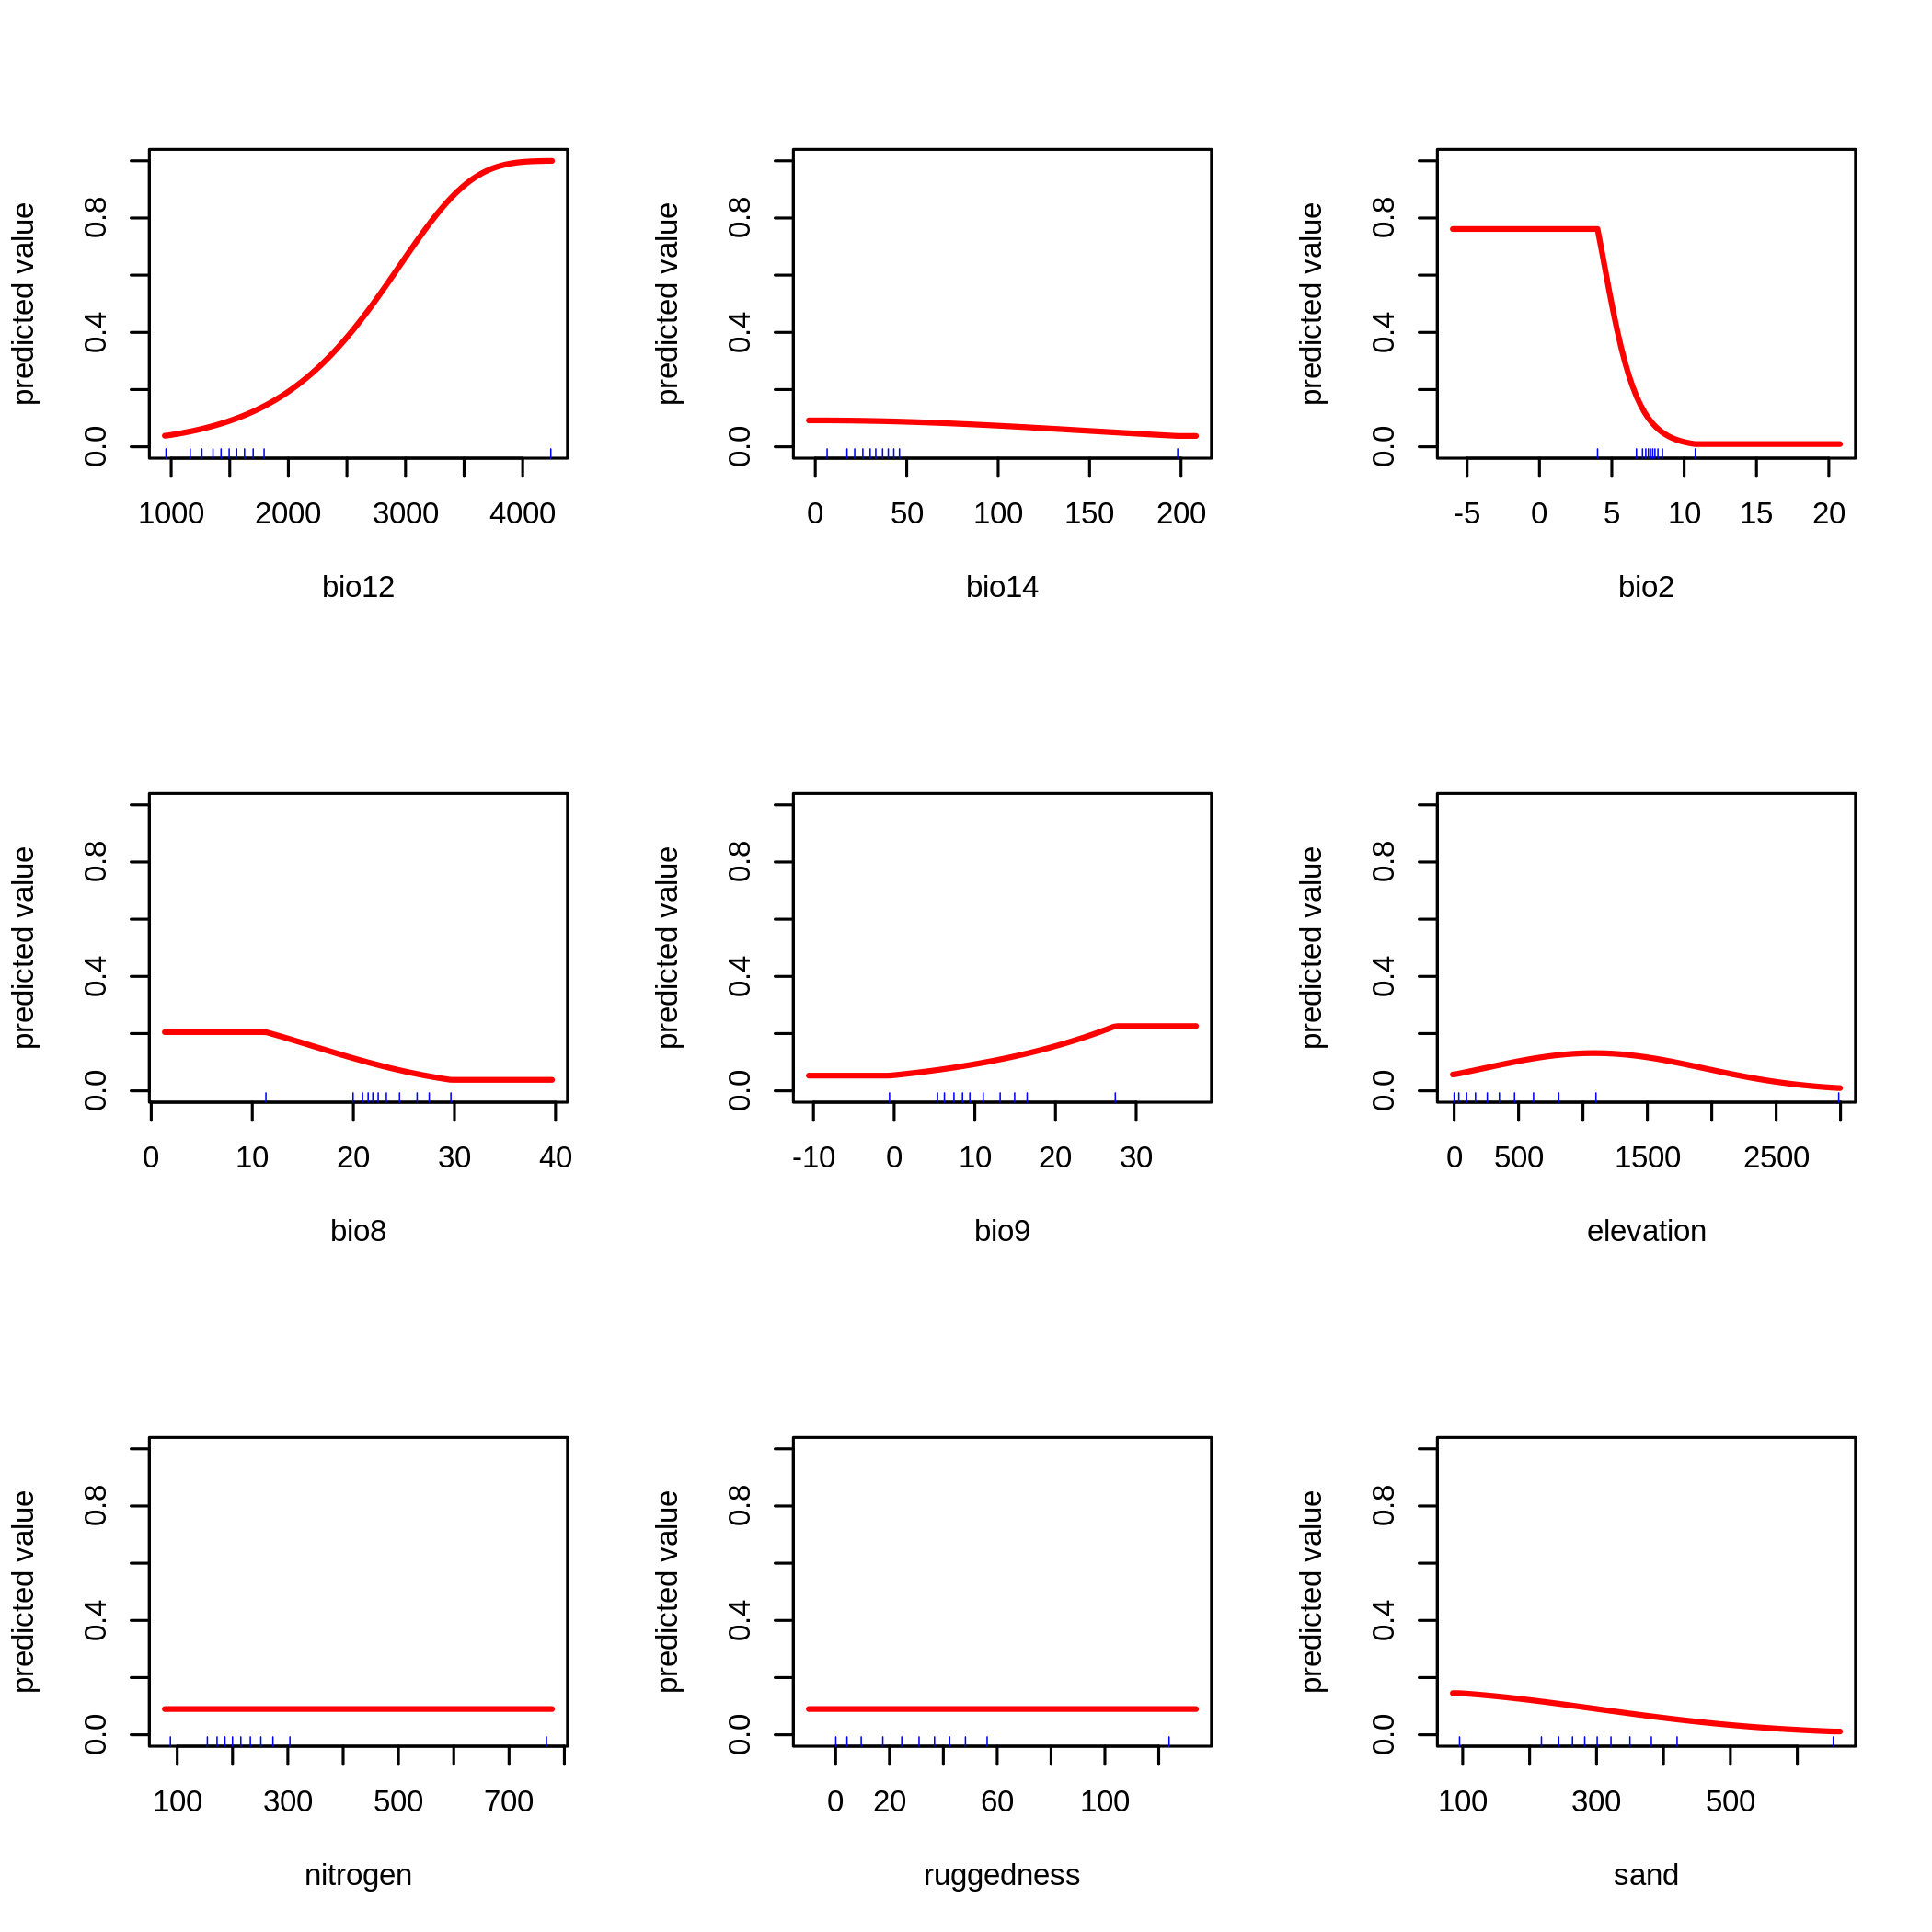 predicted value
0.0 0.4 0.8
1000 2000 3000 4000
bio12
predicted value
0.0 0.4 0.8
0 50 100 150 200
bio14
predicted value
0.0 0.4 0.8
-5 0 5 10 15 20
bio2
predicted value
0.0 0.4 0.8
0 10 20 30 40
bio8
predicted value
0.0 0.4 0.8
-10 0 10 20 30
bio9
predicted value
0.0 0.4 0.8
0 500 1500 2500
elevation
predicted value
0.0 0.4 0.8
100 300 500 700
nitrogen
predicted value
0.0 0.4 0.8
0 20 60 100
ruggedness
predicted value
0.0 0.4 0.8
100 300 500
sand